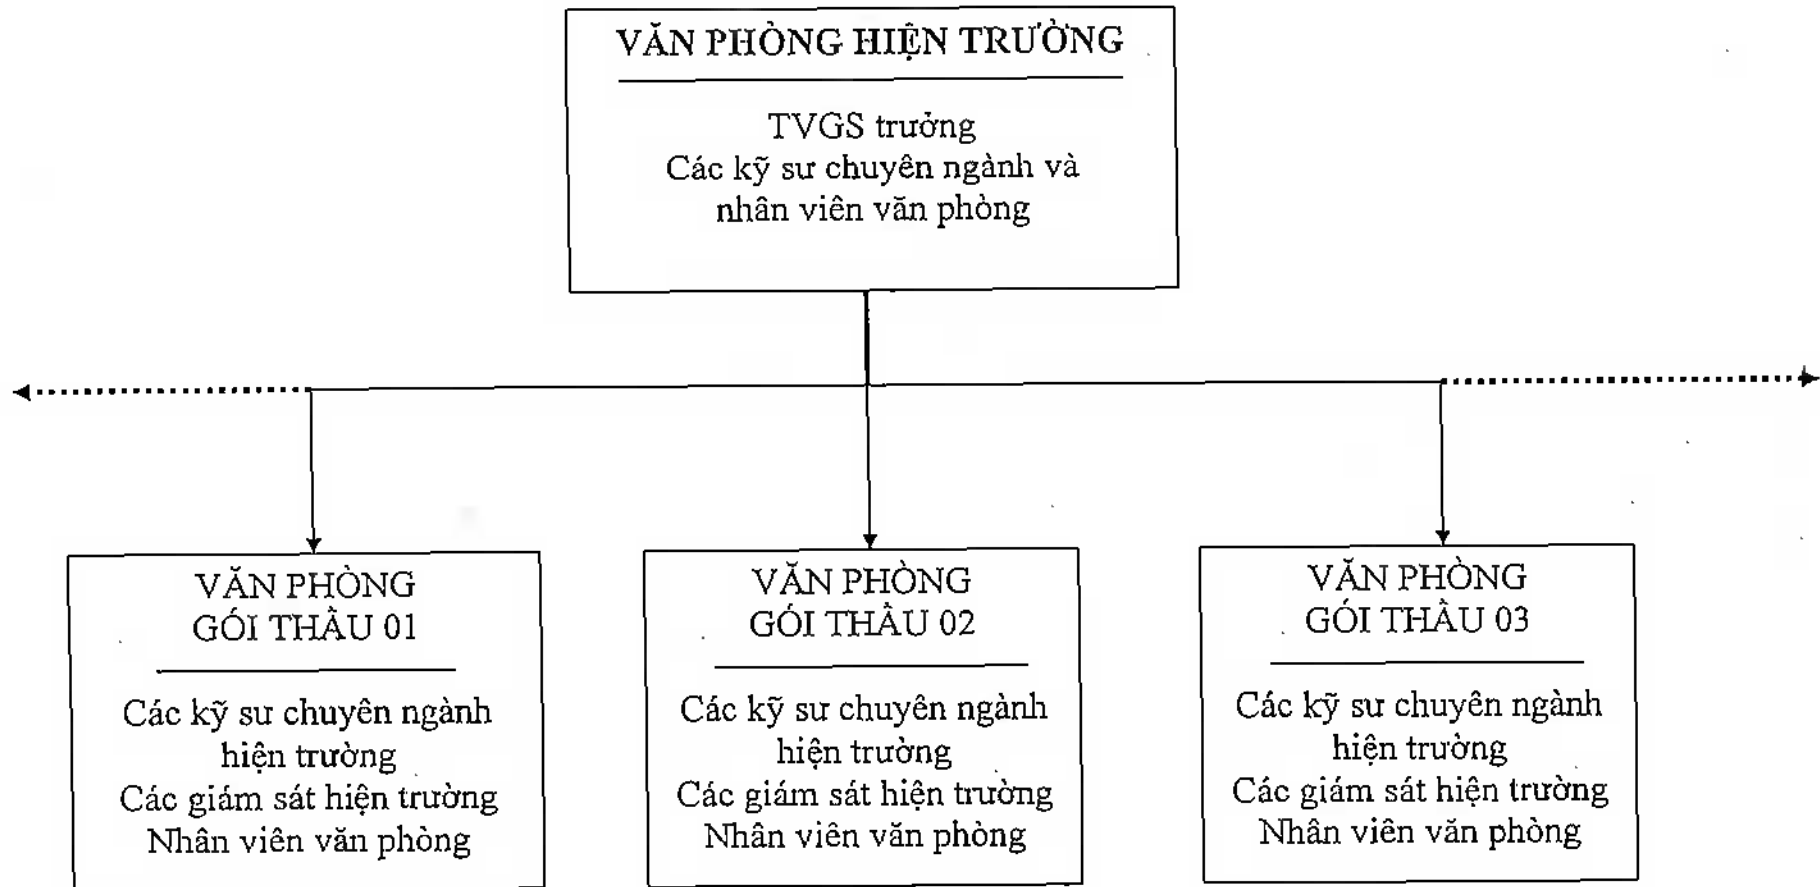 VĂN PHÒNG HIỆN TRƯỜNG
TVGS trưởng
Các kỹ sư chuyên ngành và
nhân viên văn phòng
VĂN PHÒNG
GÓI THẦU 01
Các kỹ sư chuyên ngành
hiện trường
Các giám sát hiện trường
Nhân viên văn phòng
VĂN PHÒNG
GÓI THẦU 02
Các kỹ sư chuyên ngành
hiện trường
Các giám sát hiện trường
Nhân viên văn phòng
VĂN PHÒNG
GÓI THẦU 03
Các kỹ sư chuyên ngành
hiện trường
Các giám sát hiện trường
Nhân viên văn phòng